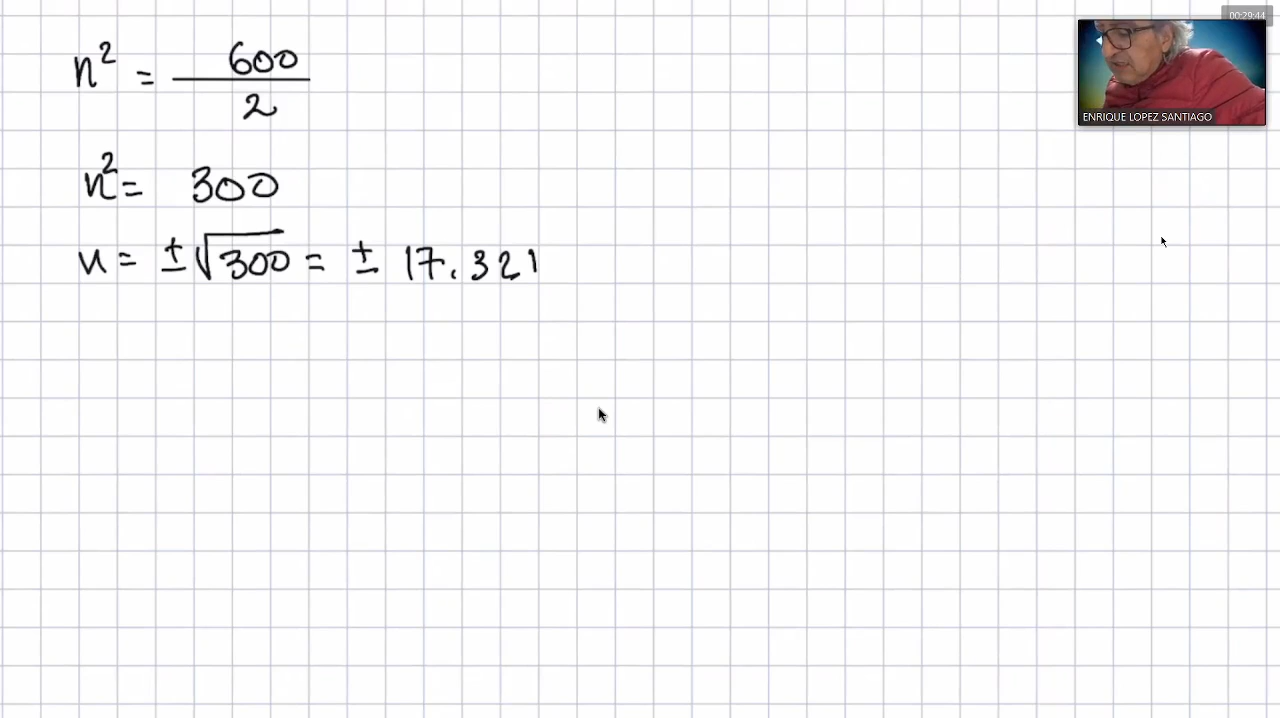 00:29:44
n² = 600/2
ENRIQUE LOPEZ SANTIAGO
n² = 300
n = ±√300 = ± 17.321